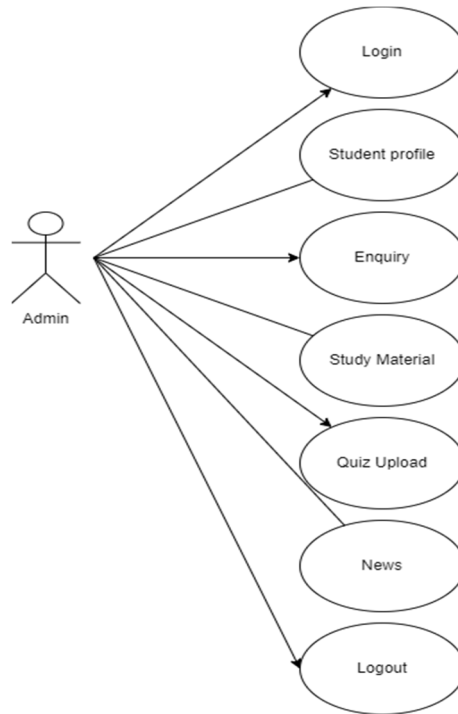 Login
Student profile
Enquiry
Admin
Study Material
Quiz Upload
News
Logout